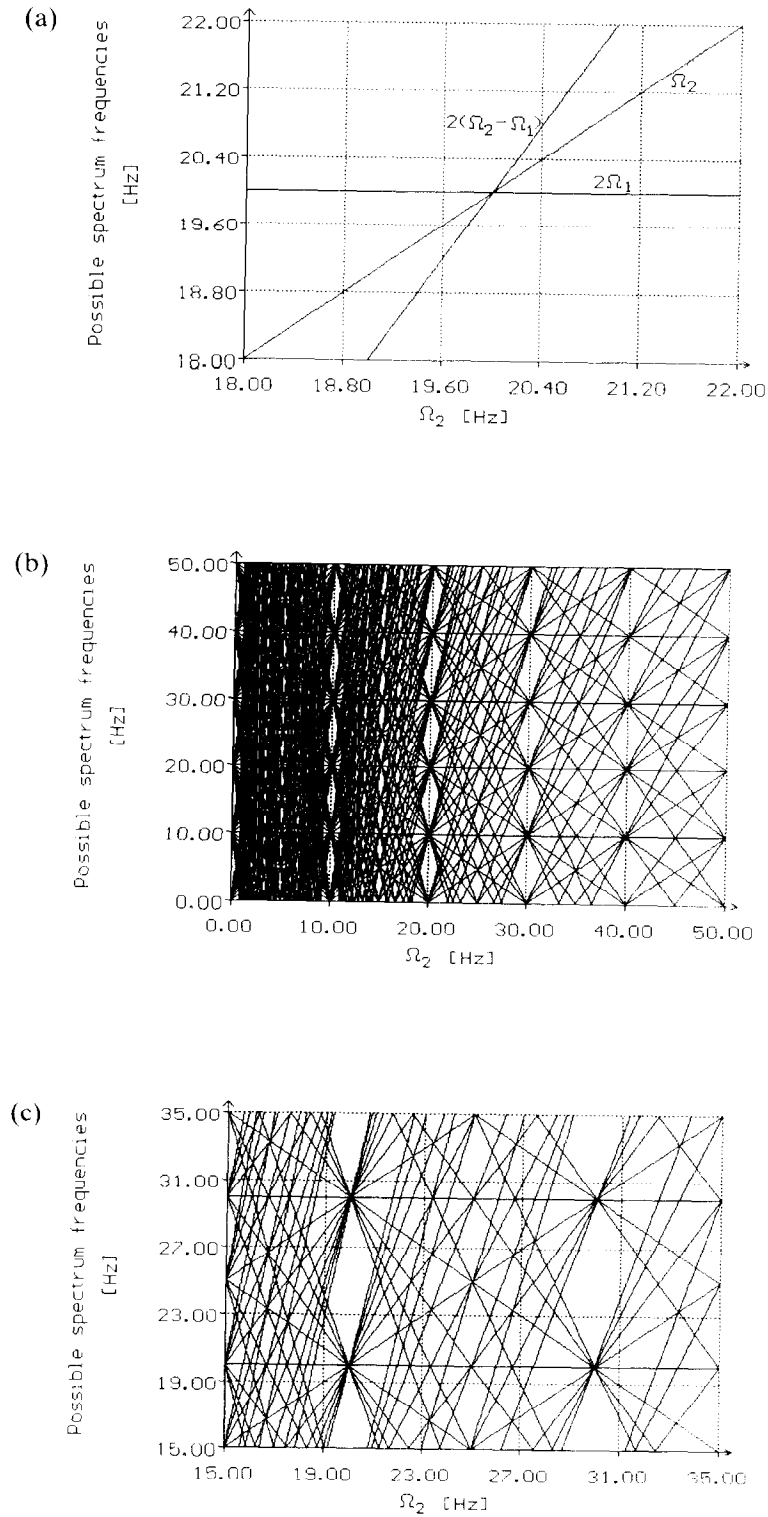 (a)
Possible spectrum frequencies
[Hz]
22.00
21.20
20.40
19.60
18.80
18.00
2(Ω₂-Ω₁)
Ω₂
2Ω₁
18.00 18.80 19.60 20.40 21.20 22.00
Ω₂ [Hz]
(b)
Possible spectrum frequencies
[Hz]
50.00
40.00
30.00
20.00
10.00
0.00
0.00 10.00 20.00 30.00 40.00 50.00
Ω₂ [Hz]
(c)
Possible spectrum frequencies
[Hz]
35.00
31.00
27.00
23.00
19.00
15.00
15.00 19.00 23.00 27.00 31.00 35.00
Ω₂ [Hz]